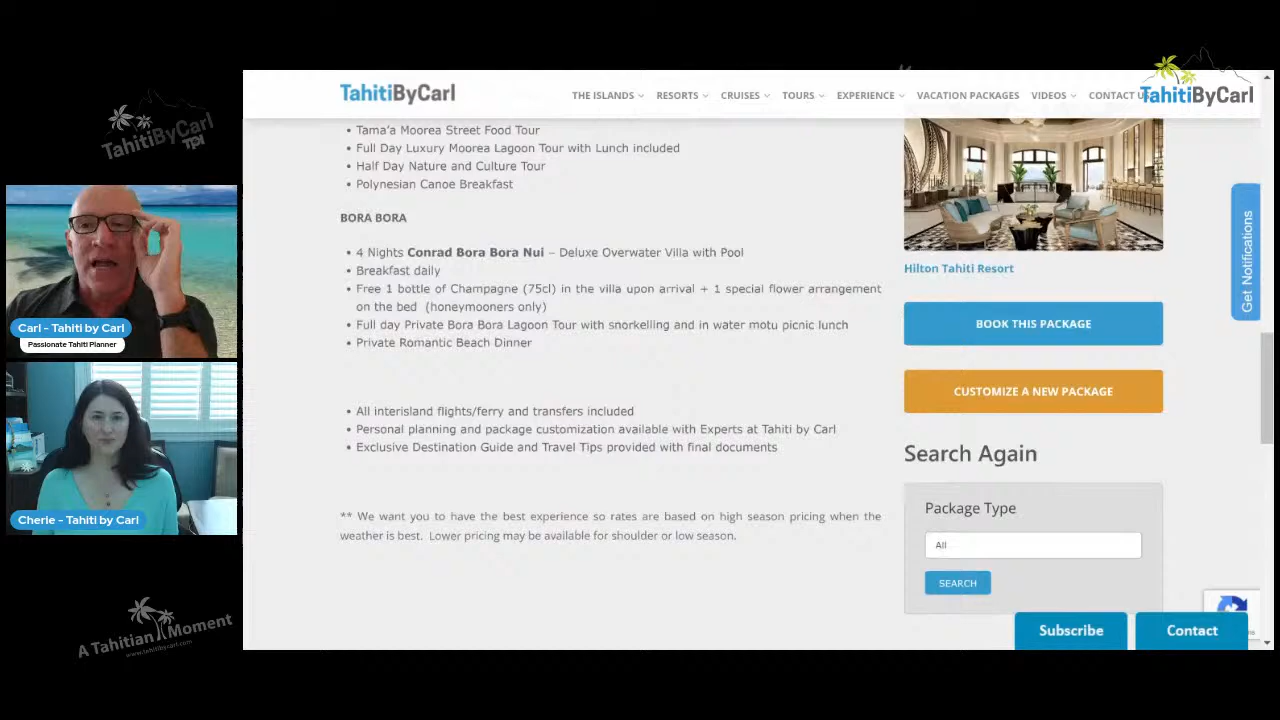 TahitiByCarl
THE ISLANDS RESORTS CRUISES TOURS EXPERIENCE VACATION PACKAGES VIDEOS CONTACT US
TahitiByCarl
TahitiByCarl
TPI
Carl - Tahiti by Carl
Passionate Tahiti Planner
Cherie - Tahiti by Carl
A Tahitian Moment
www.tahitibycarl.com
• Tama'a Moorea Street Food Tour
• Full Day Luxury Moorea Lagoon Tour with Lunch included
• Half Day Nature and Culture Tour
• Polynesian Canoe Breakfast
BORA BORA
• 4 Nights Conrad Bora Bora Nui – Deluxe Overwater Villa with Pool
• Breakfast daily
• Free 1 bottle of Champagne (75cl) in the villa upon arrival + 1 special flower arrangement
on the bed (honeymooners only)
• Full day Private Bora Bora Lagoon Tour with snorkelling and in water motu picnic lunch
• Private Romantic Beach Dinner
• All interisland flights/ferry and transfers included
• Personal planning and package customization available with Experts at Tahiti by Carl
• Exclusive Destination Guide and Travel Tips provided with final documents
** We want you to have the best experience so rates are based on high season pricing when the
weather is best. Lower pricing may be available for shoulder or low season.
Hilton Tahiti Resort
BOOK THIS PACKAGE
CUSTOMIZE A NEW PACKAGE
Search Again
Package Type
All
SEARCH
Get Notifications
Subscribe
Contact